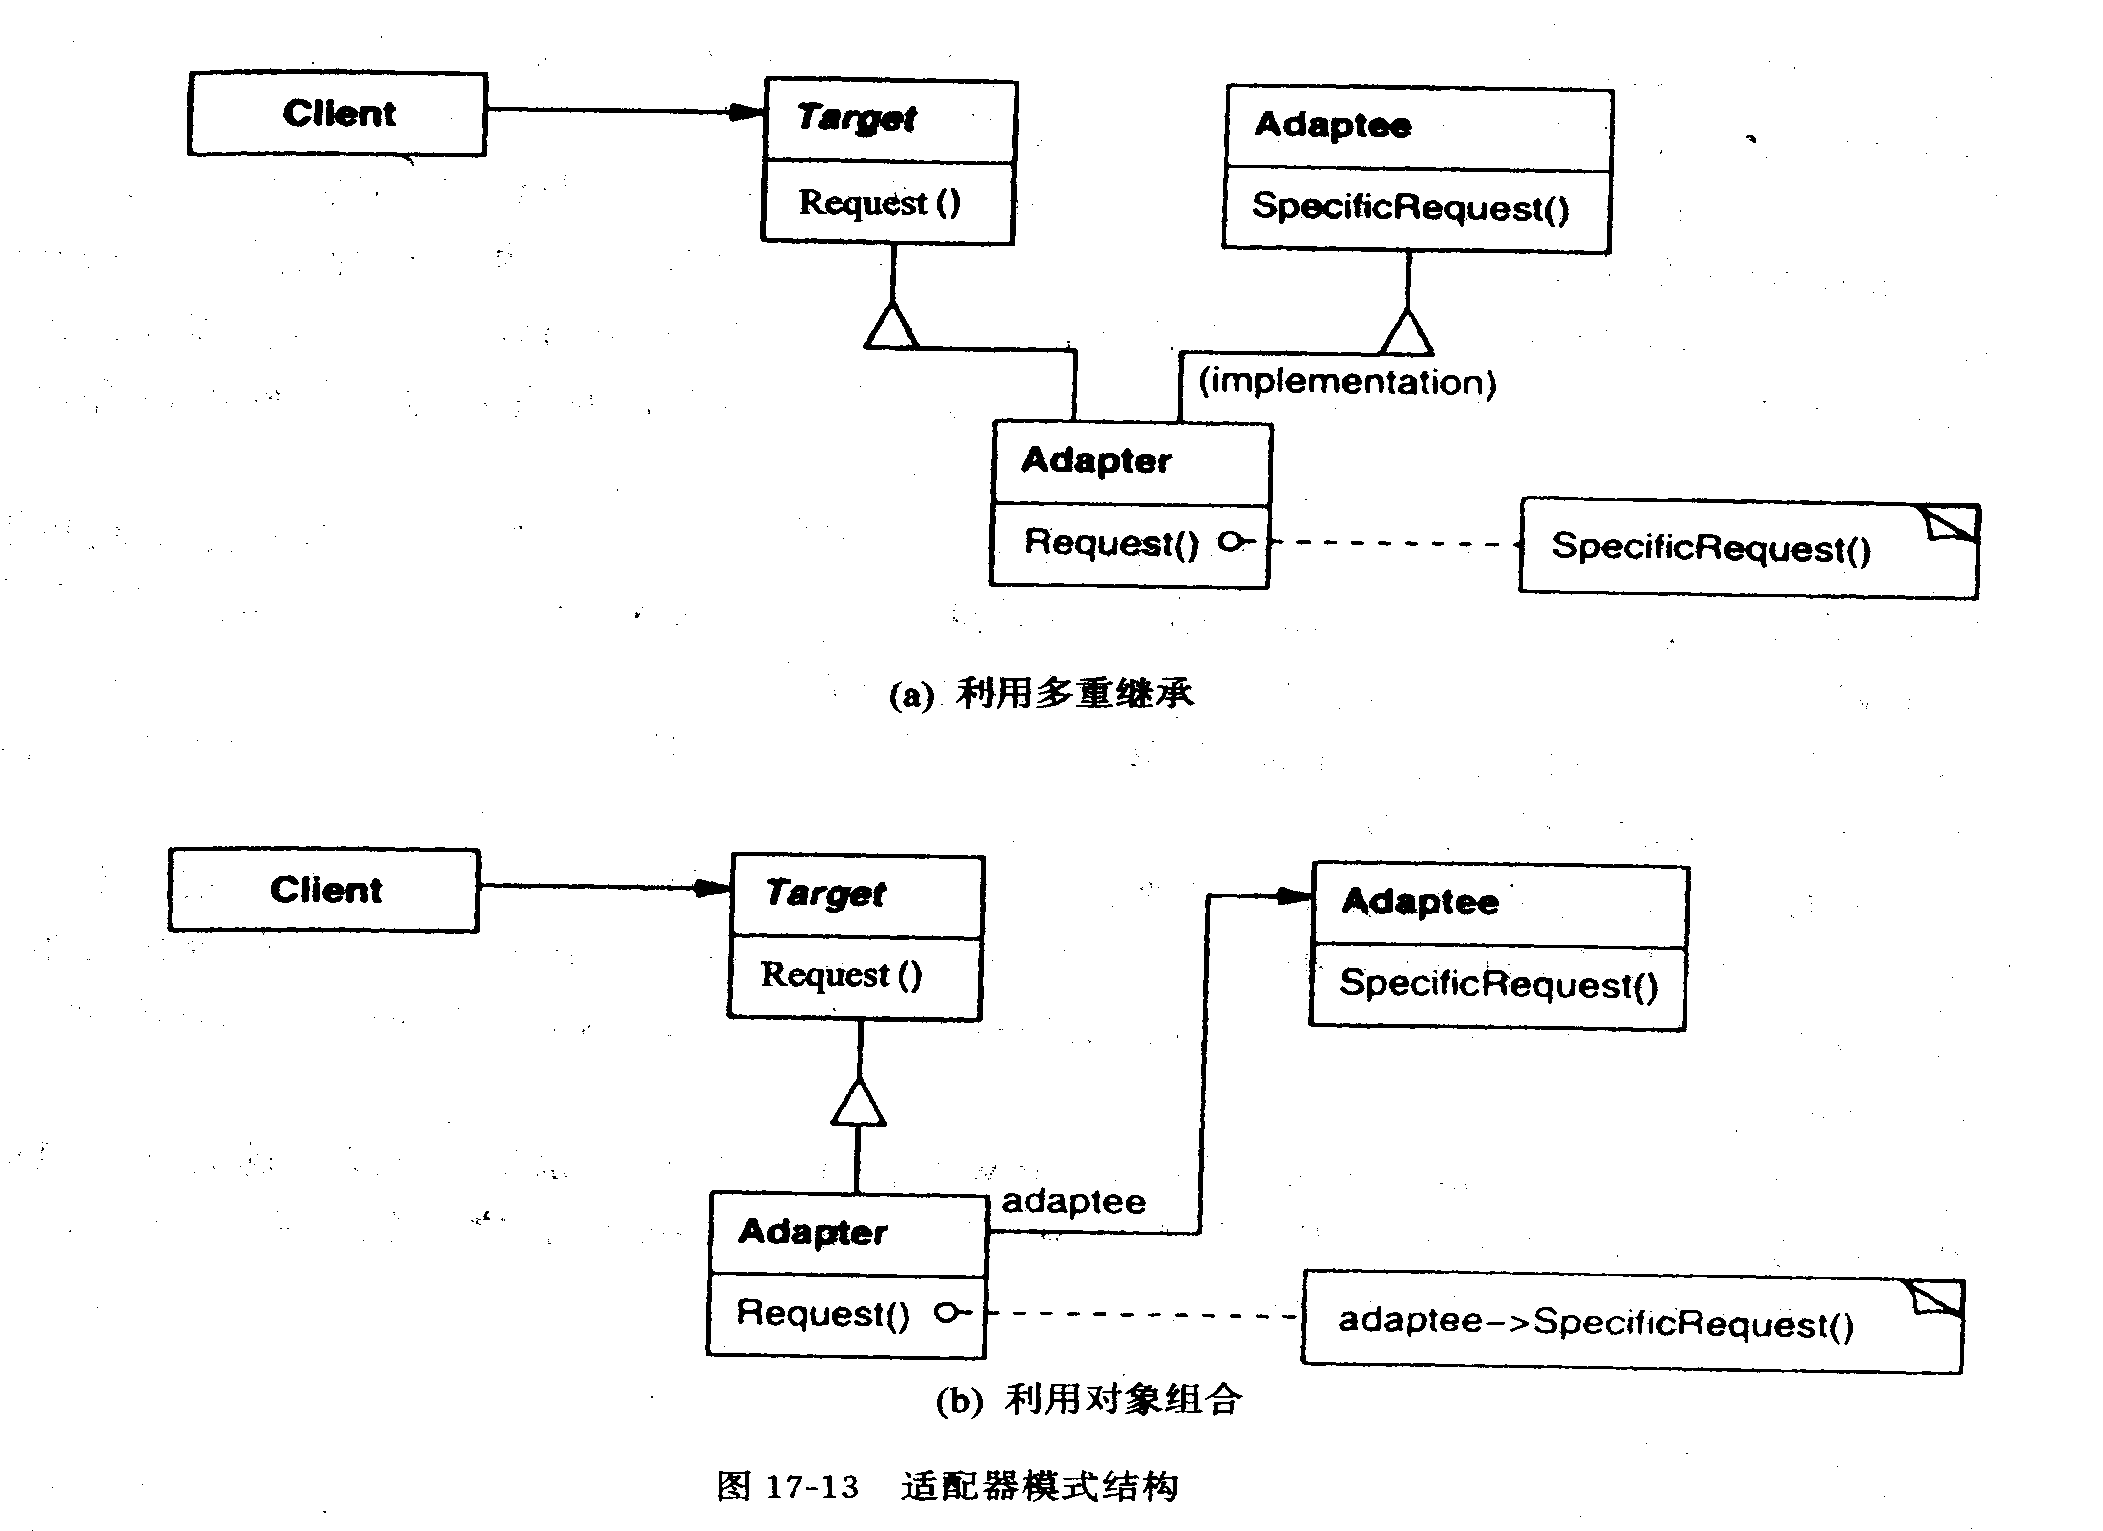 Client
Target
Request()
Adaptee
SpecificRequest()
(implementation)
Adapter
Request()
SpecificRequest()
(a) 利用多重继承
Client
Target
Request()
Adaptee
SpecificRequest()
adaptee
Adapter
Request()
adaptee->SpecificRequest()
(b) 利用对象组合
图 17-13 适配器模式结构